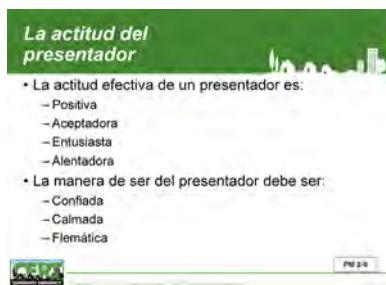 La actitud del
presentador
• La actitud efectiva de un presentador es:
– Positiva
– Aceptadora
– Entusiasta
– Alentadora
• La manera de ser del presentador debe ser:
– Confiada
– Calmada
– Flemática